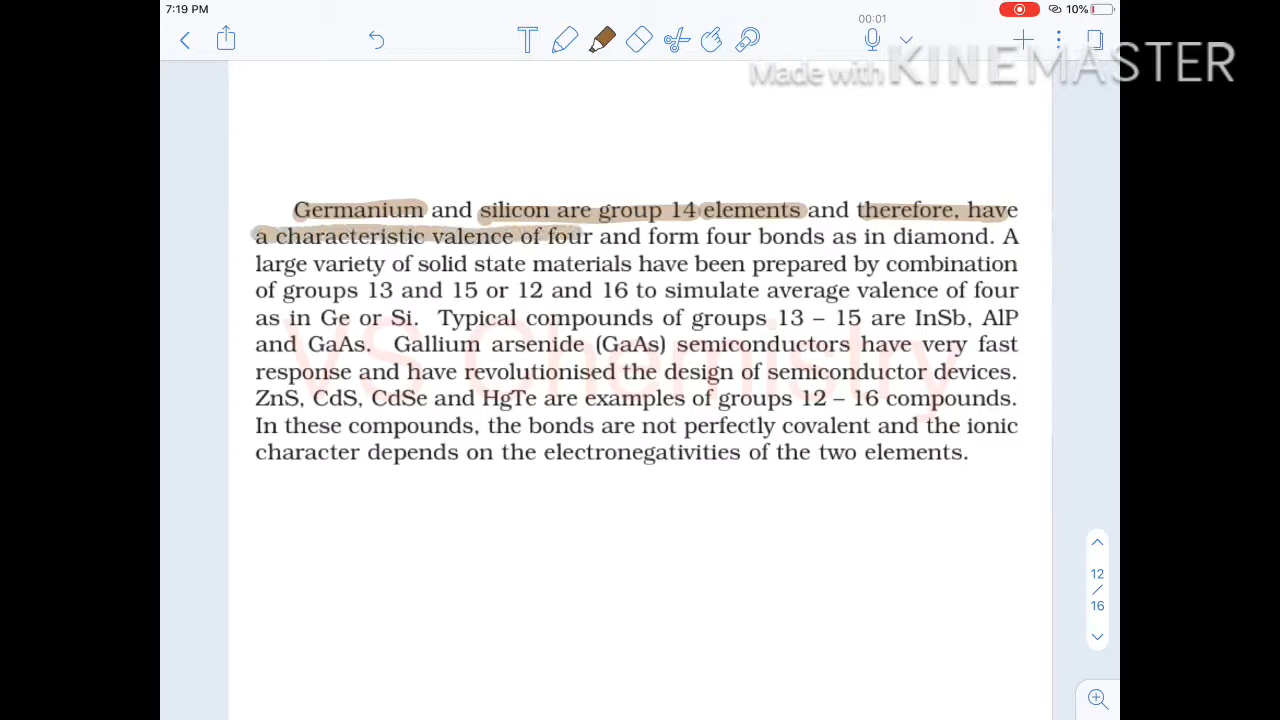 7:19 PM
10%
00:01
Made with KINEMASTER
Germanium and silicon are group 14 elements and therefore, have
a characteristic valence of four and form four bonds as in diamond. A
large variety of solid state materials have been prepared by combination
of groups 13 and 15 or 12 and 16 to simulate average valence of four
as in Ge or Si. Typical compounds of groups 13 – 15 are InSb, AlP
and GaAs. Gallium arsenide (GaAs) semiconductors have very fast
response and have revolutionised the design of semiconductor devices.
ZnS, CdS, CdSe and HgTe are examples of groups 12 – 16 compounds.
In these compounds, the bonds are not perfectly covalent and the ionic
character depends on the electronegativities of the two elements.
VS Chemistry
12
/
16